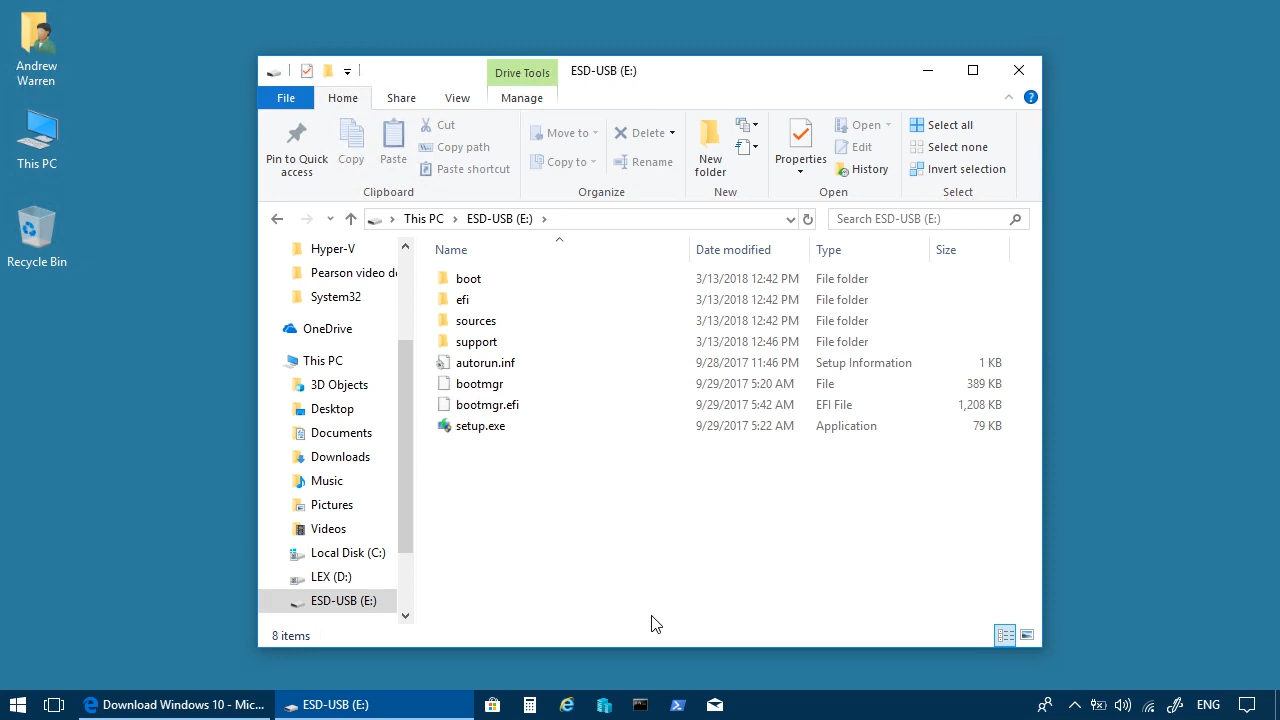 Andrew
Warren
This PC
Recycle Bin
Drive Tools
ESD-USB (E:)
File
Home
Share
View
Manage
Pin to Quick
access
Copy
Paste
Cut
Copy path
Paste shortcut
Clipboard
Move to
Copy to
Delete
Rename
Organize
New
folder
New
Properties
Open
Edit
History
Open
Select all
Select none
Invert selection
Select
This PC > ESD-USB (E:) >
Search ESD-USB (E:)
Hyper-V
Pearson video de
System32
OneDrive
This PC
3D Objects
Desktop
Documents
Downloads
Music
Pictures
Videos
Local Disk (C:)
LEX (D:)
ESD-USB (E:)
Name Date modified Type Size
boot 3/13/2018 12:42 PM File folder
efi 3/13/2018 12:42 PM File folder
sources 3/13/2018 12:42 PM File folder
support 3/13/2018 12:46 PM File folder
autorun.inf 9/28/2017 11:46 PM Setup Information 1 KB
bootmgr 9/29/2017 5:20 AM File 389 KB
bootmgr.efi 9/29/2017 5:42 AM EFI File 1,208 KB
setup.exe 9/29/2017 5:22 AM Application 79 KB
8 items
Download Windows 10 - Mic...
ESD-USB (E:)
ENG